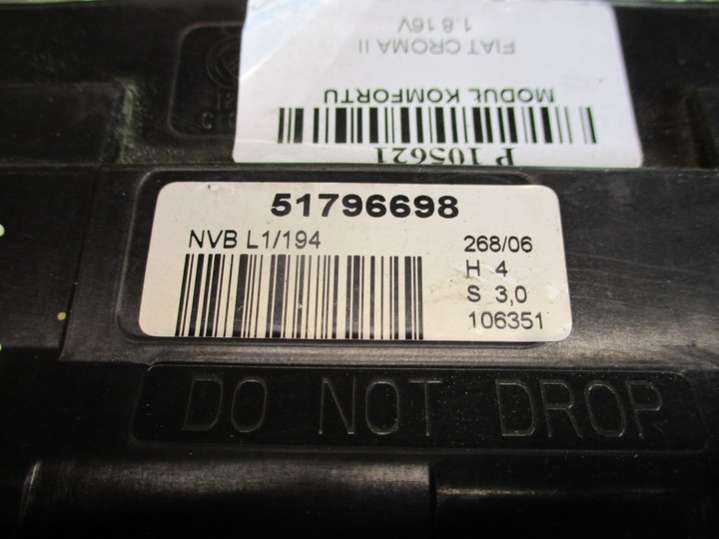 FIAT CROMA II
1.8 16V
MODUŁ KOMFORTU
P 105621
51796698
NVB L1/194
268/06
H 4
S 3,0
106351
DO NOT DROP